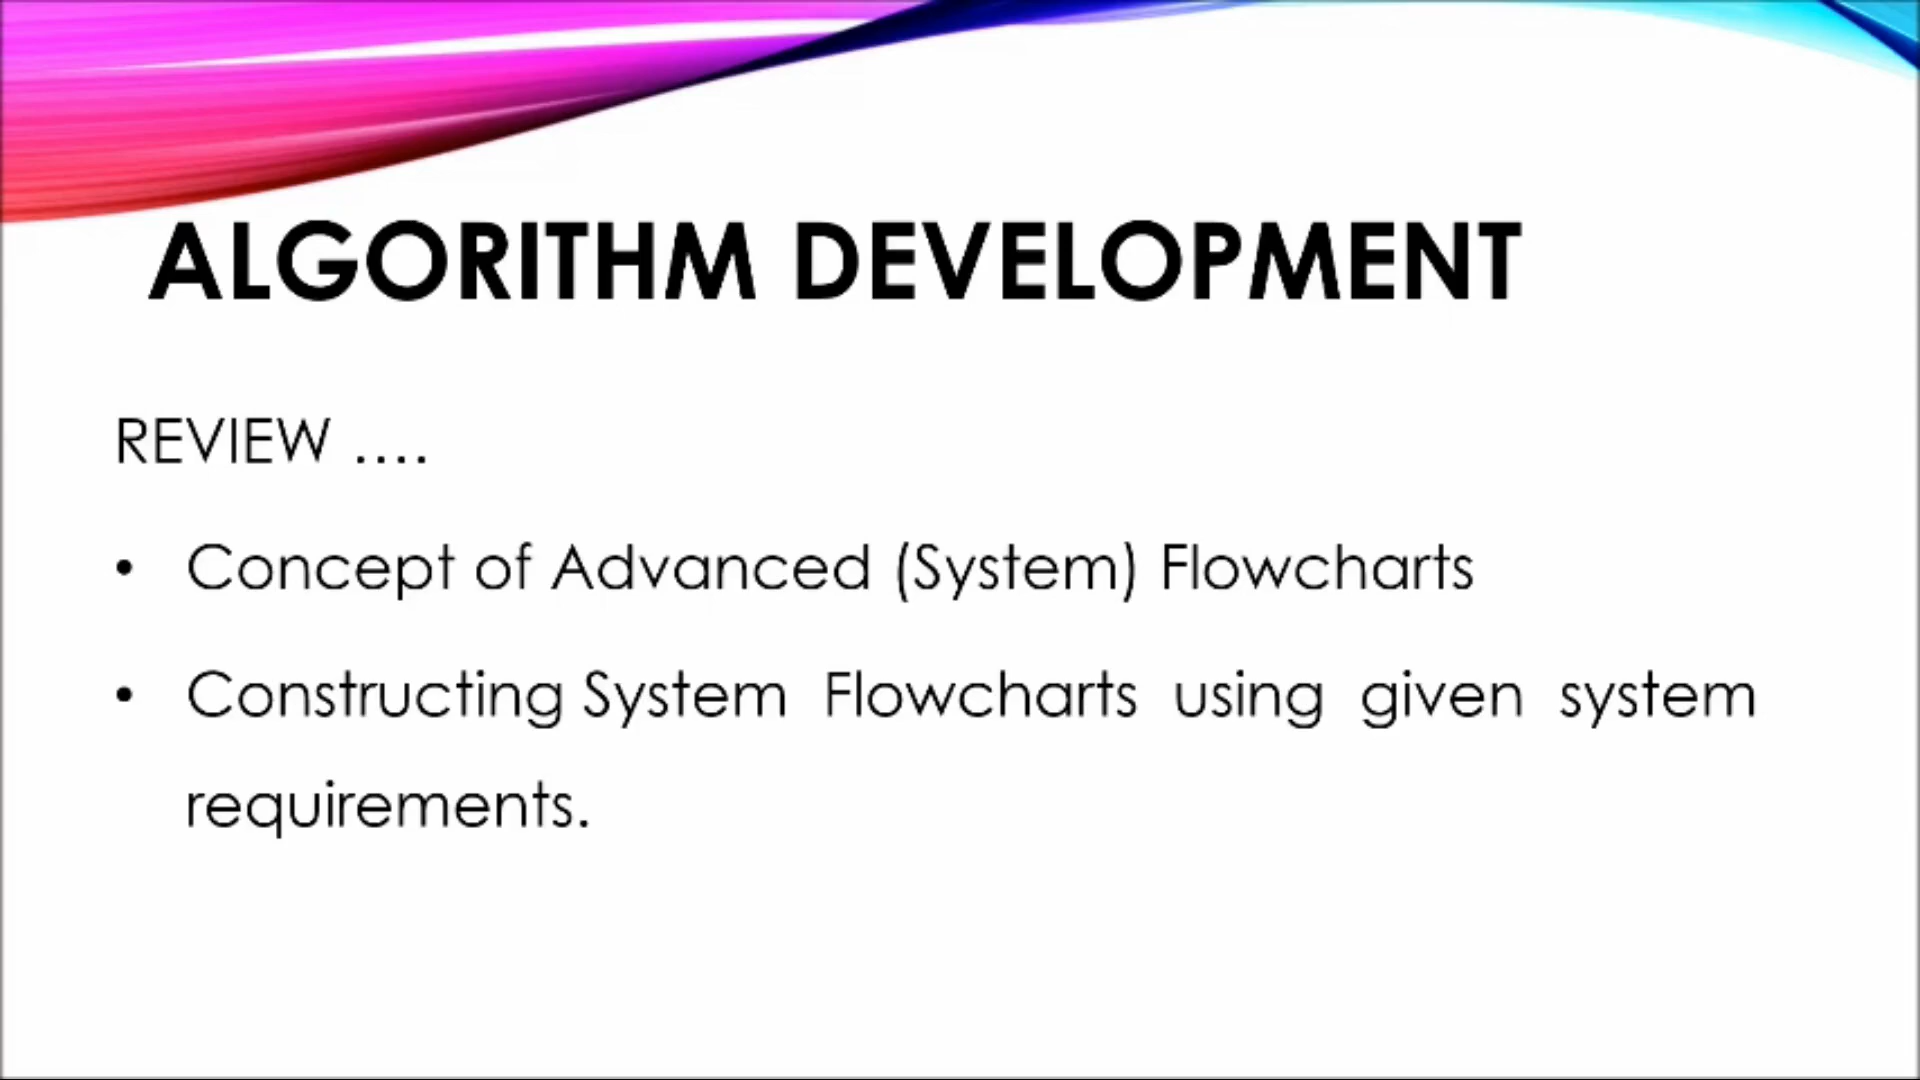 ALGORITHM DEVELOPMENT
REVIEW ....
• Concept of Advanced (System) Flowcharts
• Constructing System Flowcharts using given system
requirements.